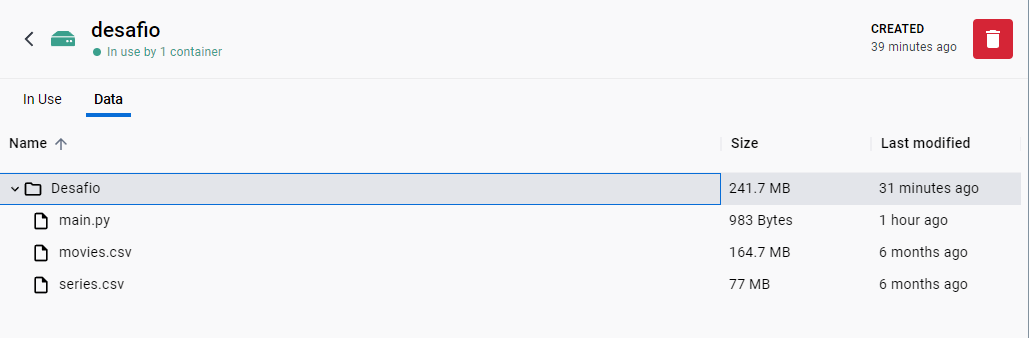 desafio
In use by 1 container
CREATED
39 minutes ago
In Use Data
Name Size Last modified
Desafio 241.7 MB 31 minutes ago
main.py 983 Bytes 1 hour ago
movies.csv 164.7 MB 6 months ago
series.csv 77 MB 6 months ago